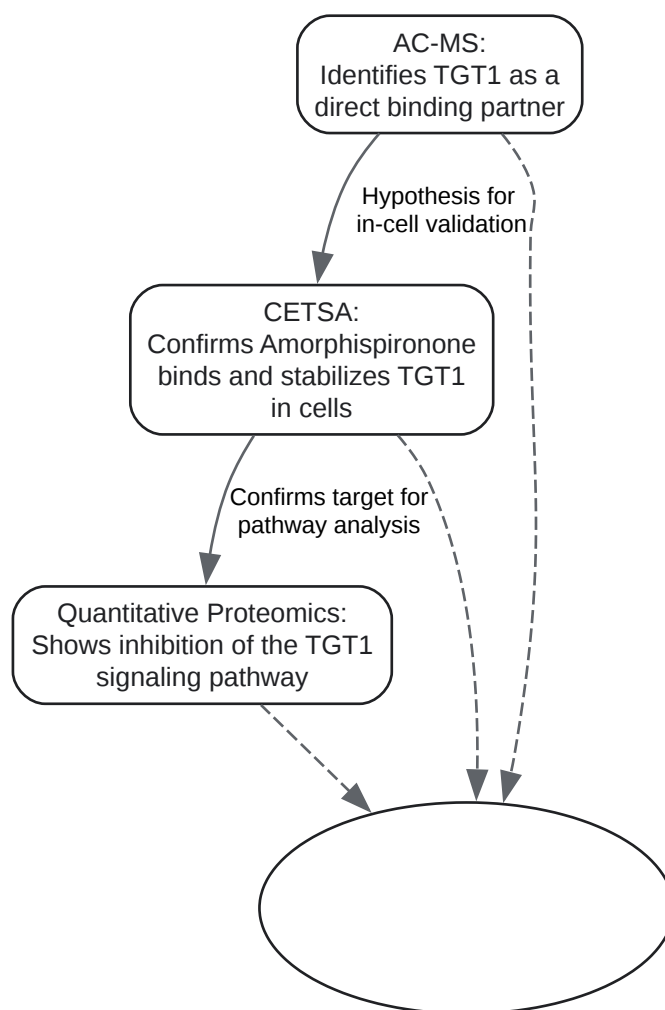 AC-MS:
Identifies TGT1 as a
direct binding partner
Hypothesis for
in-cell validation
CETSA:
Confirms Amorphispironone
binds and stabilizes TGT1
in cells
Confirms target for
pathway analysis
Quantitative Proteomics:
Shows inhibition of the TGT1
signaling pathway